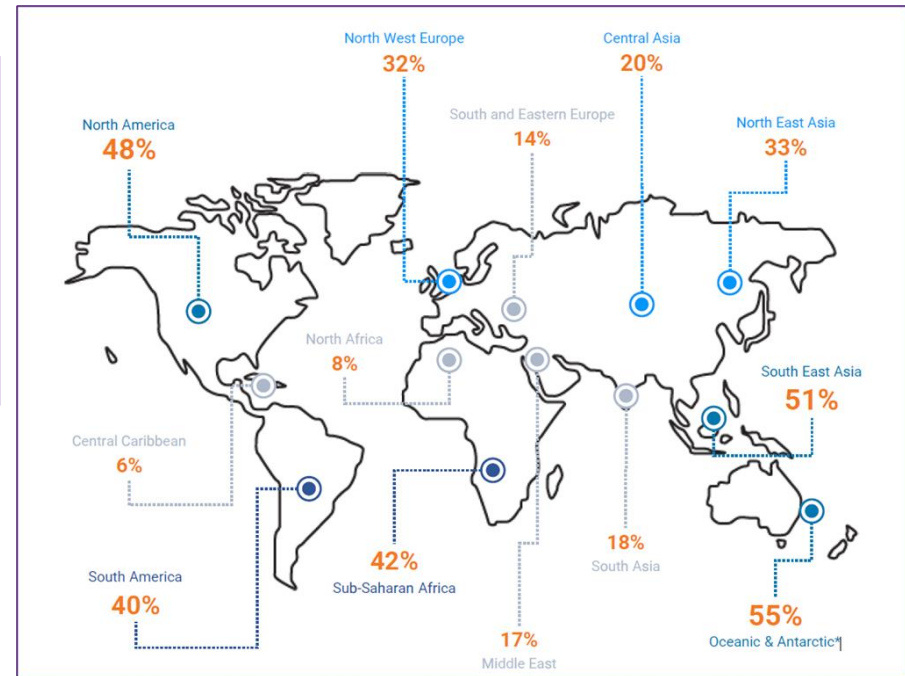 North West Europe
32%
Central Asia
20%
South and Eastern Europe
14%
North America
48%
North East Asia
33%
North Africa
8%
South East Asia
51%
Central Caribbean
6%
18%
South Asia
42%
Sub-Saharan Africa
South America
40%
55%
Oceanic & Antarctic*
17%
Middle East